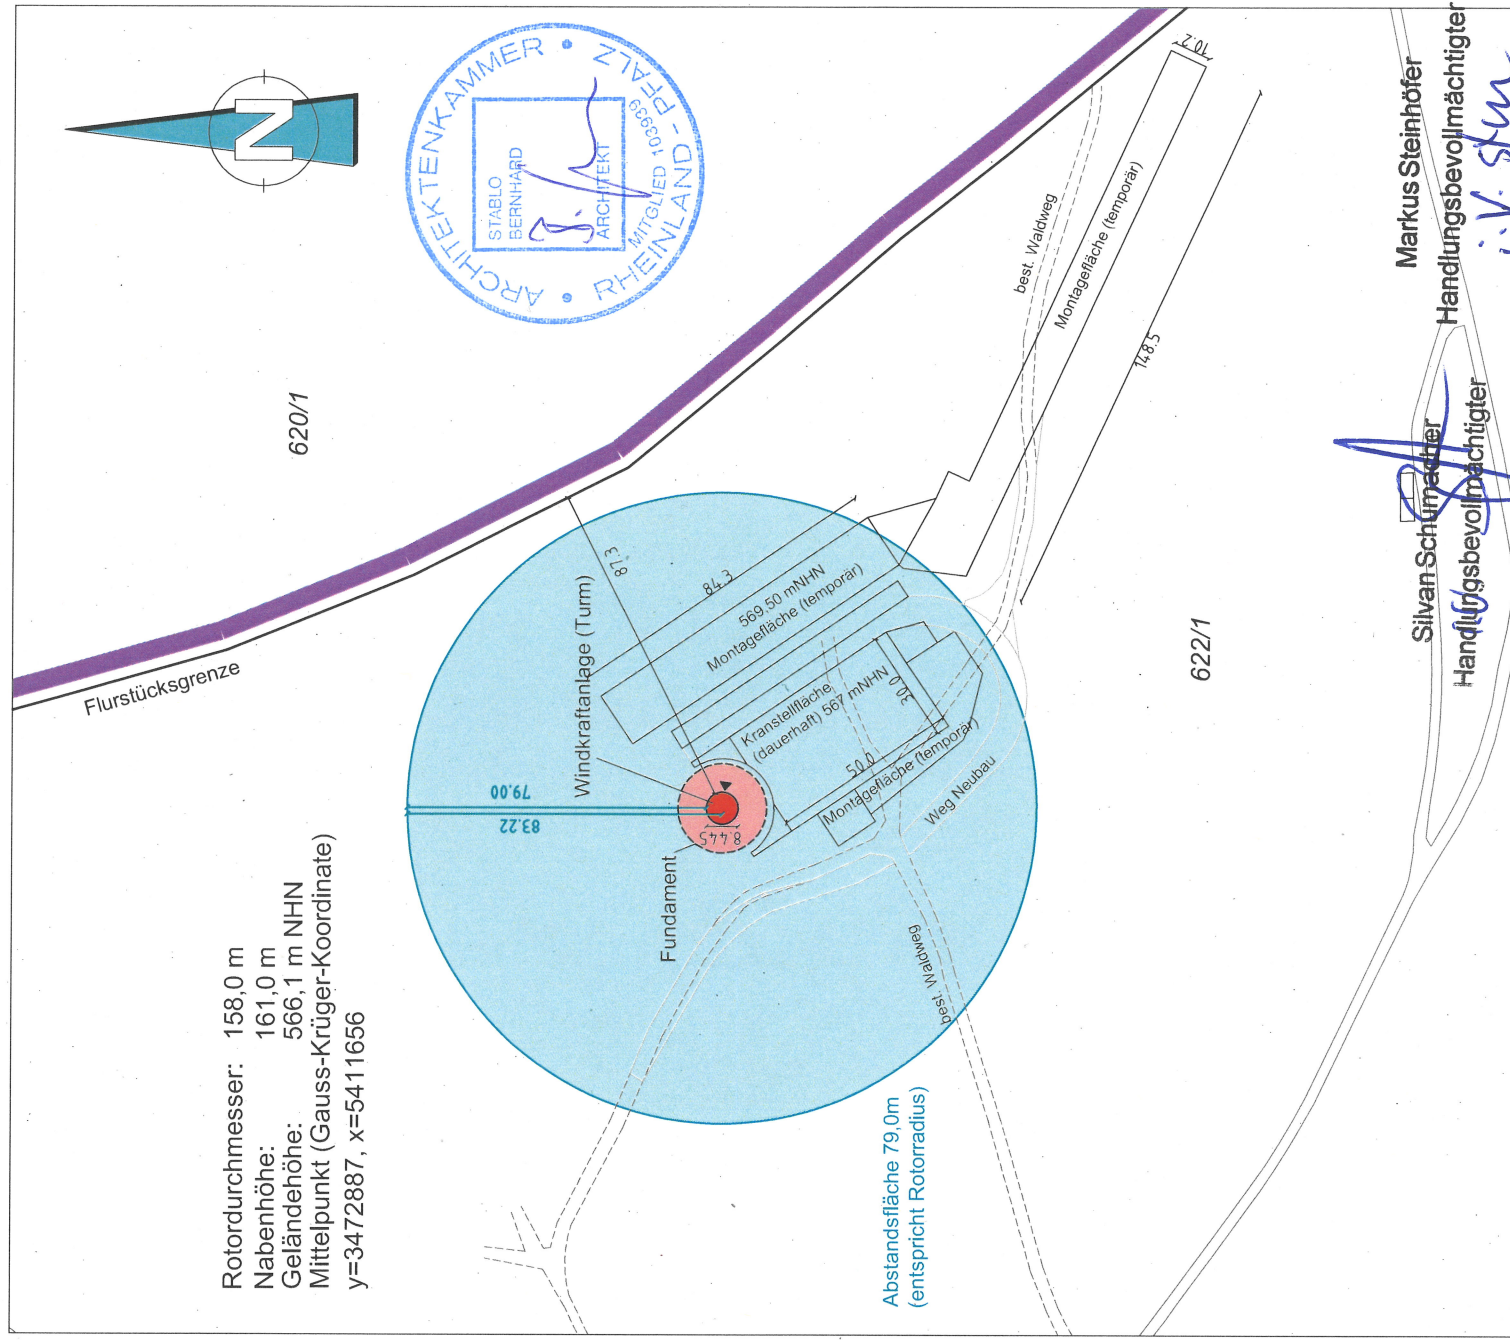 Rotordurchmesser: 158,0 m
Nabenhöhe: 161,0 m
Geländehöhe: 566,1 m NHN
Mittelpunkt (Gauss-Krüger-Koordinate)
y=3472887, x=5411656
N
ARCHITEKTENKAMMER
RHEINLAND - PFALZ
STABLO
BERNHARD
ARCHITEKT
MITGLIED 103939
620/1
Flurstücksgrenze
Windkraftanlage (Turm)
Fundament
79.00
83.22
8.445
87.3
84.3
569.50 mNHN
Montagefläche (temporär)
Kranstellfläche
(dauerhaft) 567 mNHN
30.0
50.0
Montagefläche (temporär)
Weg Neubau
best. Waldweg
best. Waldweg
Montagefläche (temporär)
10.2
148.5
622/1
Abstandsfläche 79,0m
(entspricht Rotorradius)
Silvan Schumacher
Handlungsbevollmächtigter
Markus Steinhöfer
Handlungsbevollmächtigter